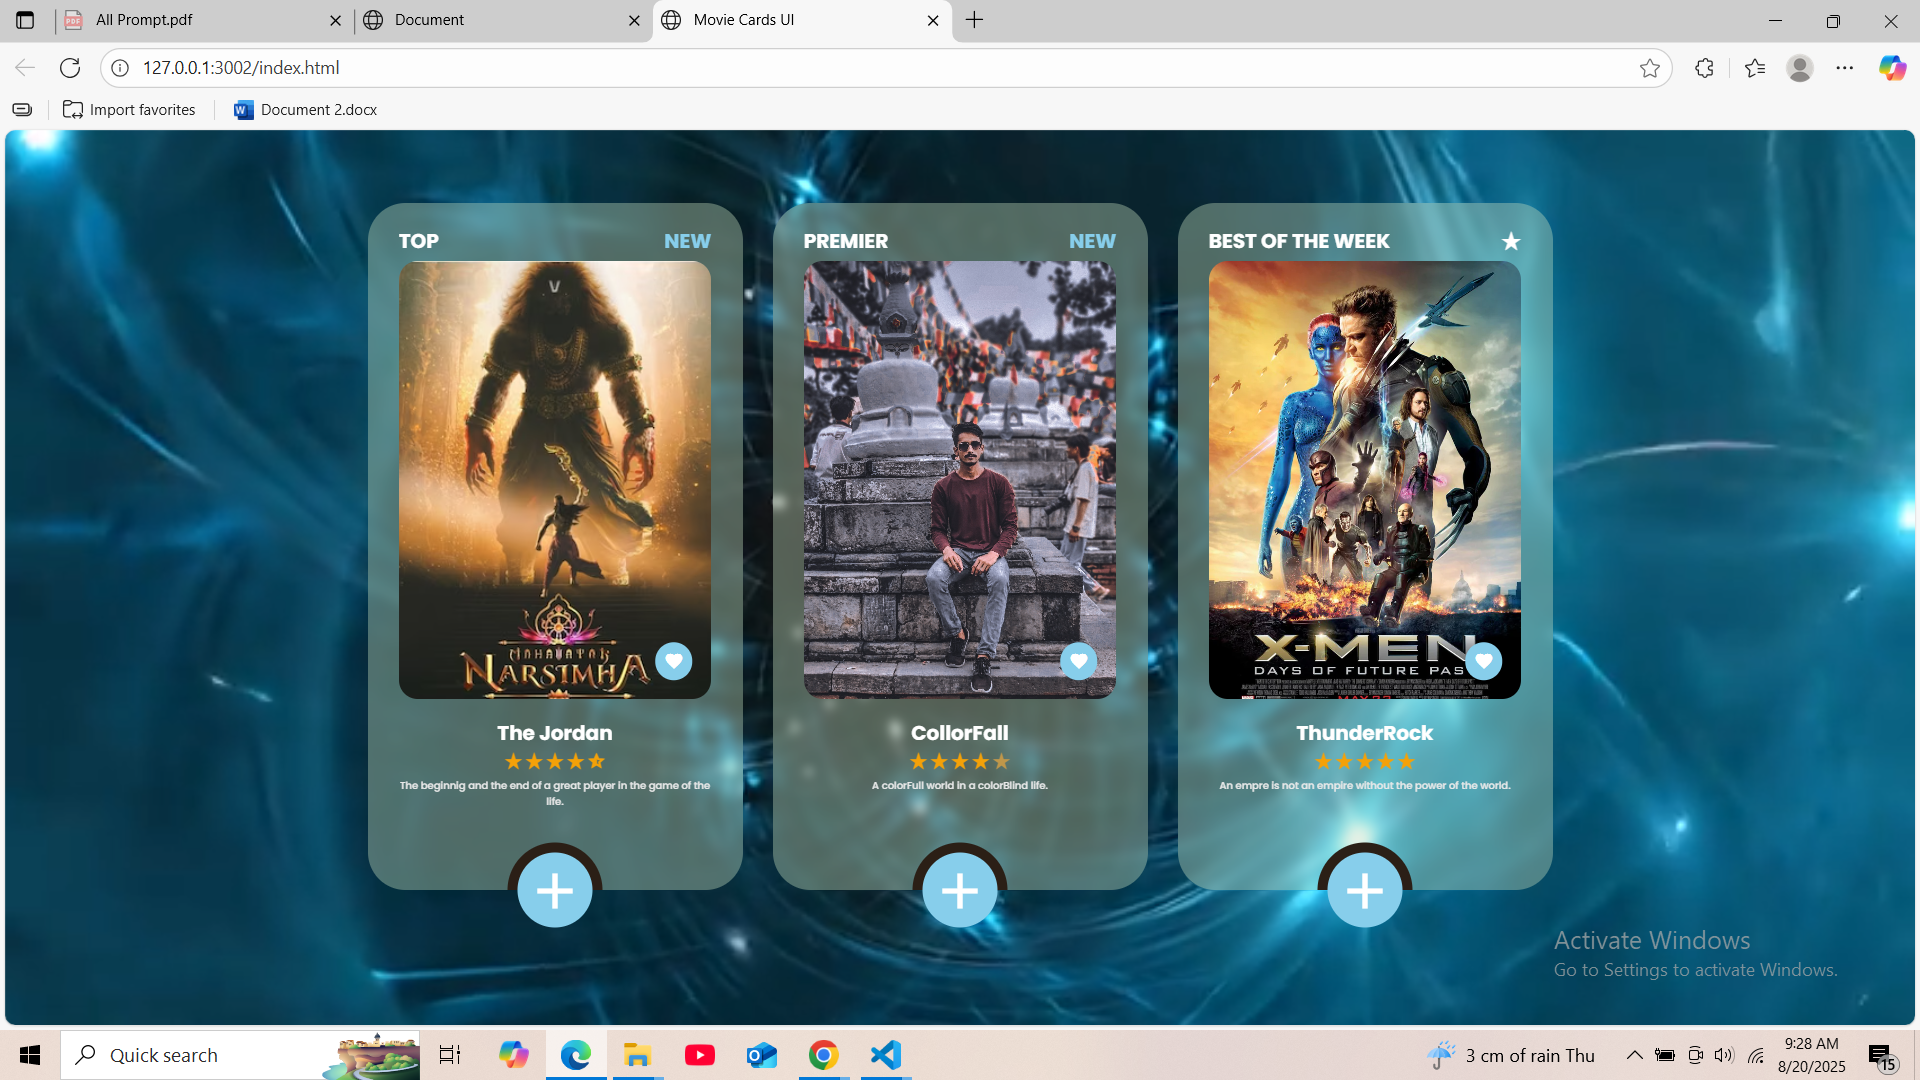 All Prompt.pdf
Document
Movie Cards UI
127.0.0.1:3002/index.html
Import favorites
Document 2.docx
TOP
NEW
MAHAVATAR
NARSIMHA
The Jordan
The beginnig and the end of a great player in the game of the
life.
PREMIER
NEW
CollorFall
A colorFull world in a colorBlind life.
BEST OF THE WEEK
X-MEN
DAYS OF FUTURE PAS
ThunderRock
An empre is not an empire without the power of the world.
Activate Windows
Go to Settings to activate Windows.
Quick search
3 cm of rain Thu
9:28 AM
8/20/2025
15